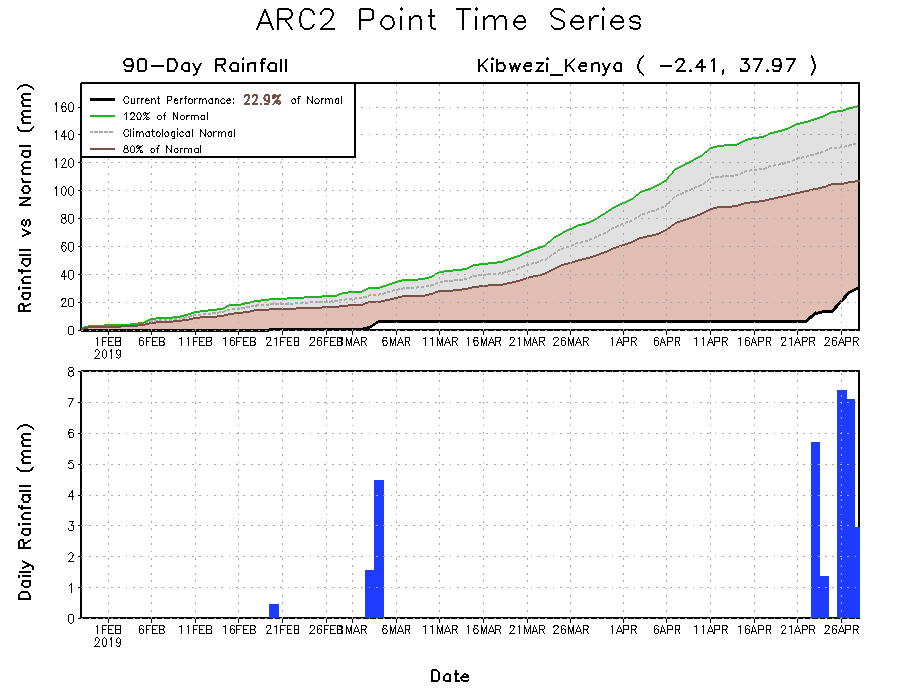 ARC2 Point Time Series
90-Day Rainfall
Kibwezi_Kenya ( -2.41, 37.97 )
Rainfall vs Normal (mm)
Current Performance: 22.9% of Normal
120% of Normal
Climatological Normal
80% of Normal
160
140
120
100
80
60
40
20
0
1FEB 6FEB 11FEB 16FEB 21FEB 26FEB 1MAR 6MAR 11MAR 16MAR 21MAR 26MAR 1APR 6APR 11APR 16APR 21APR 26APR
2019
Daily Rainfall (mm)
8
7
6
5
4
3
2
1
0
1FEB 6FEB 11FEB 16FEB 21FEB 26FEB 1MAR 6MAR 11MAR 16MAR 21MAR 26MAR 1APR 6APR 11APR 16APR 21APR 26APR
2019
Date